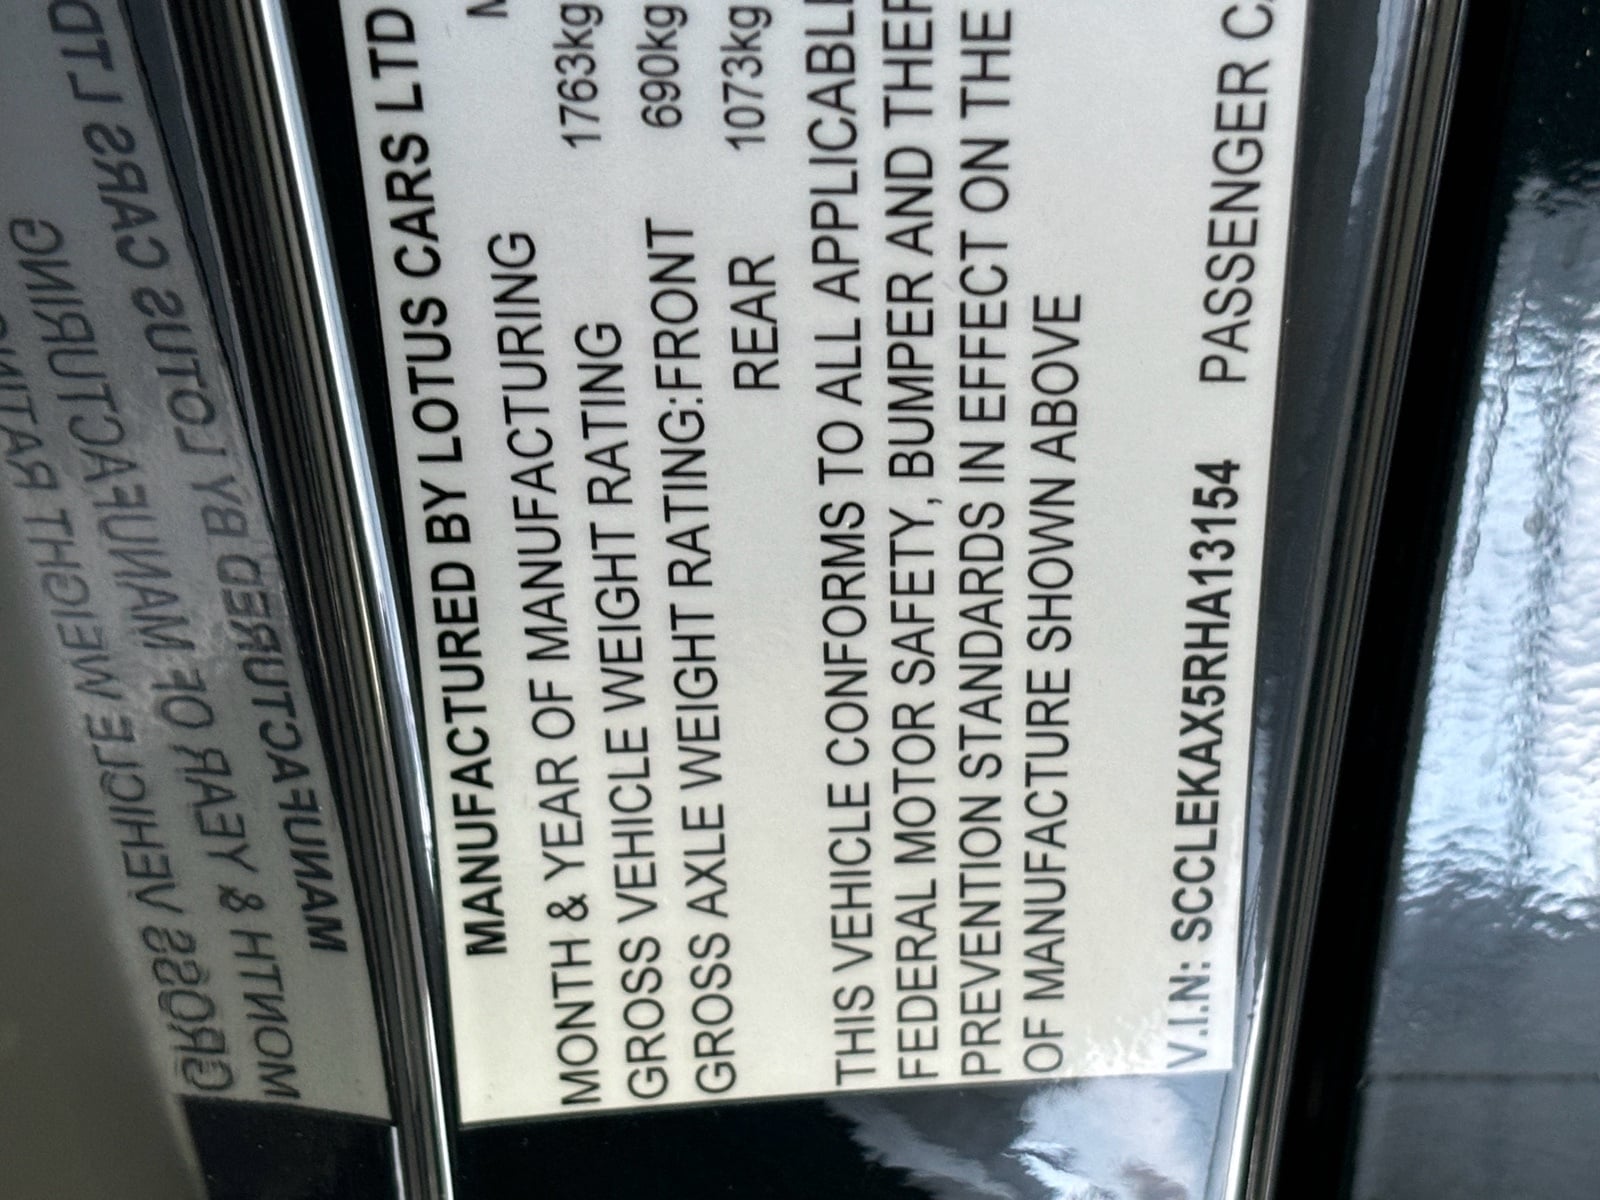 MANUFACTURED BY LOTUS CARS LTD
MONTH & YEAR OF MANUFACTURING
GROSS VEHICLE WEIGHT RATING 1763kg
GROSS AXLE WEIGHT RATING:FRONT 690kg
REAR 1073kg
THIS VEHICLE CONFORMS TO ALL APPLICABLE
FEDERAL MOTOR SAFETY, BUMPER AND
PREVENTION STANDARDS IN EFFECT ON THE
OF MANUFACTURE SHOWN ABOVE
V.I.N: SCCLEKAX5RHA13154 PASSENGER